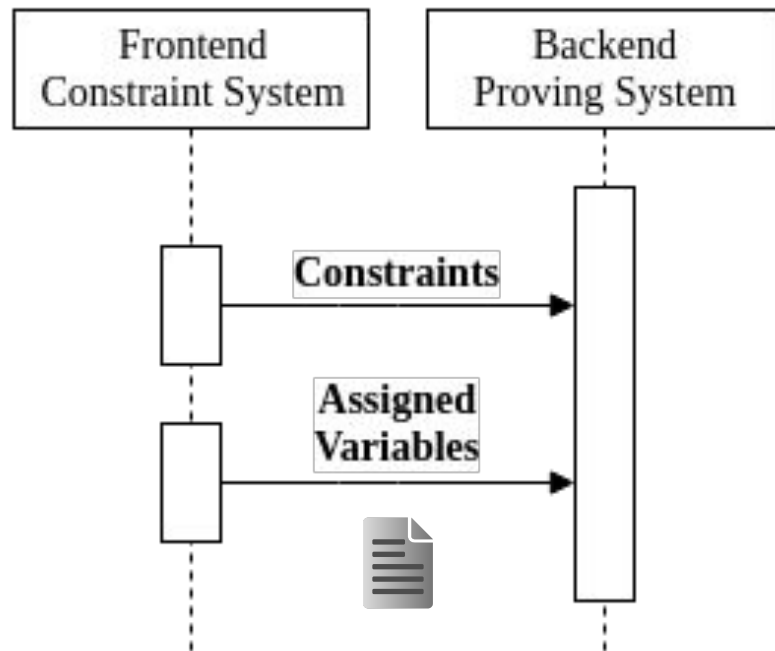 Frontend
Constraint System
Backend
Proving System
Constraints
Assigned
Variables